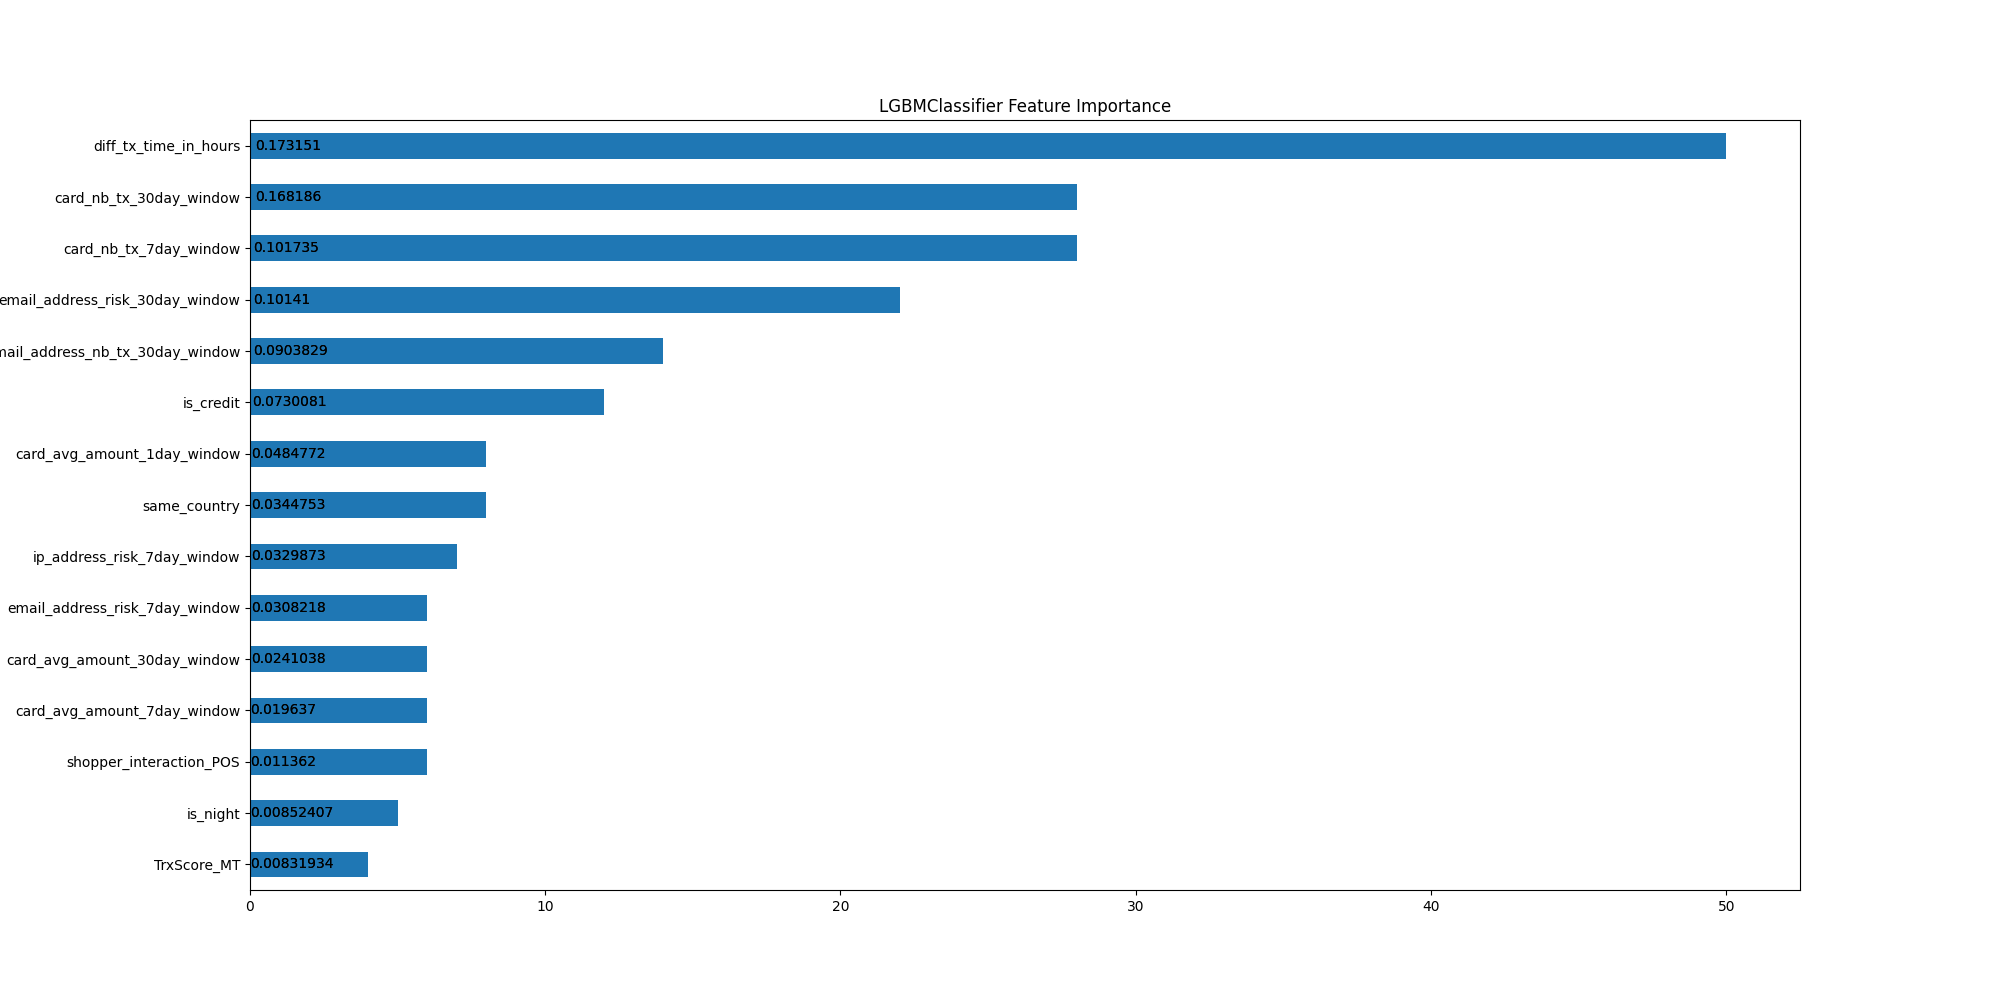 LGBMClassifier Feature Importance
diff_tx_time_in_hours 0.173151
card_nb_tx_30day_window 0.168186
card_nb_tx_7day_window 0.101735
email_address_risk_30day_window 0.10141
mail_address_nb_tx_30day_window 0.0903829
is_credit 0.0730081
card_avg_amount_1day_window 0.0484772
same_country 0.0344753
ip_address_risk_7day_window 0.0329873
email_address_risk_7day_window 0.0308218
card_avg_amount_30day_window 0.0241038
card_avg_amount_7day_window 0.019637
shopper_interaction_POS 0.011362
is_night 0.00852407
TrxScore_MT 0.00831934
0 10 20 30 40 50